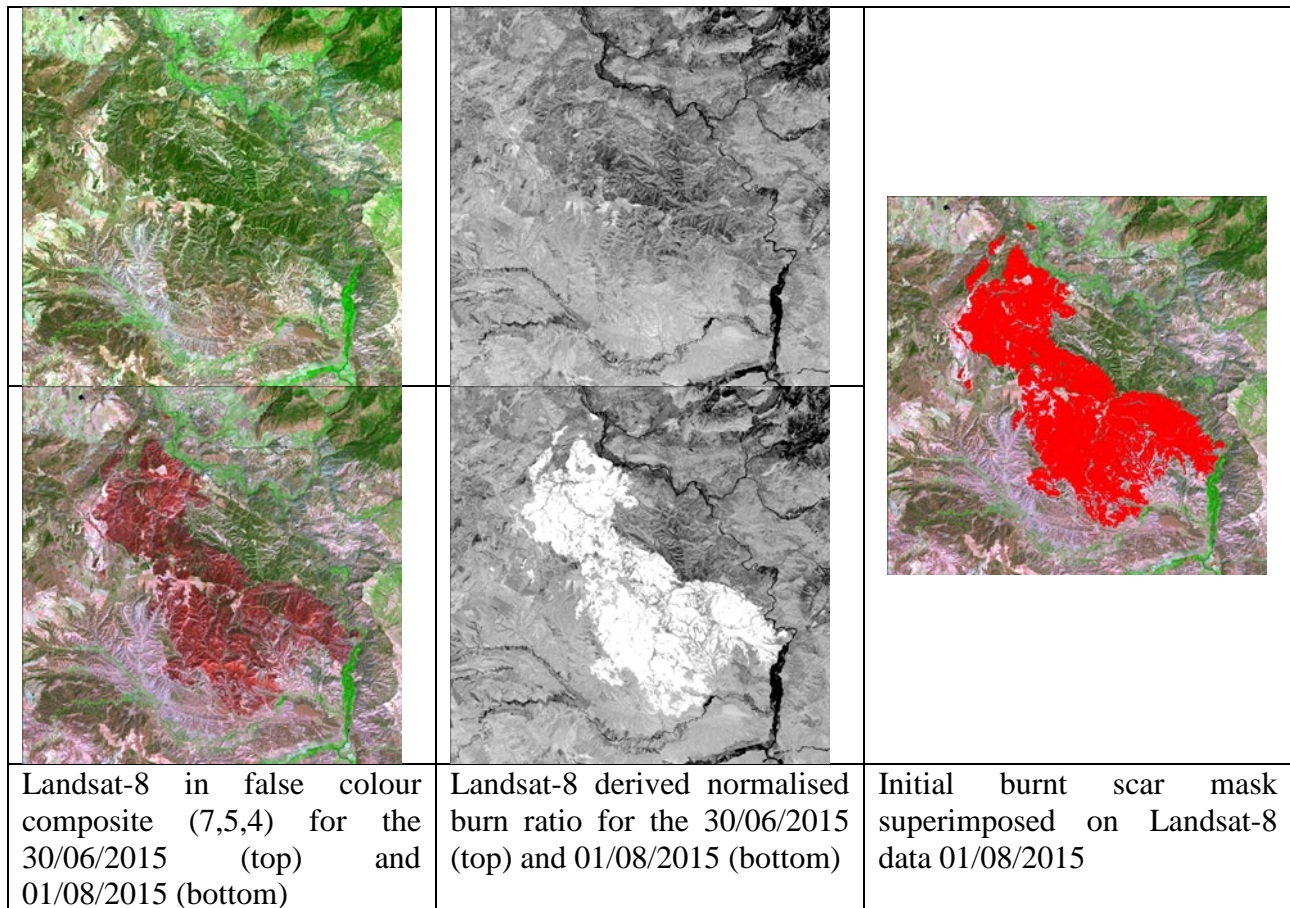 Landsat-8 in false colour
composite (7,5,4) for the
30/06/2015 (top) and
01/08/2015 (bottom)
Landsat-8 derived normalised
burn ratio for the 30/06/2015
(top) and 01/08/2015 (bottom)
Initial burnt scar mask
superimposed on Landsat-8
data 01/08/2015